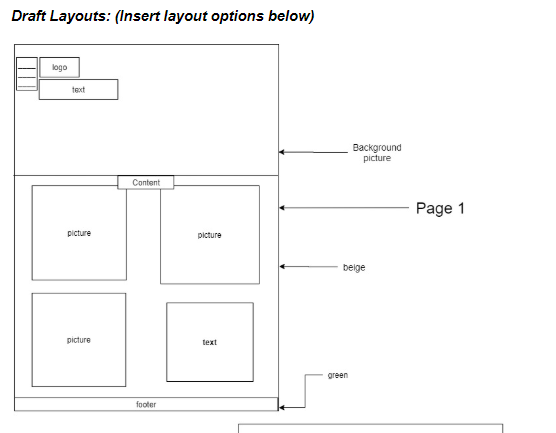 Draft Layouts: (Insert layout options below)
logo
text
Background
picture
Content
Page 1
picture
picture
beige
picture
text
green
footer